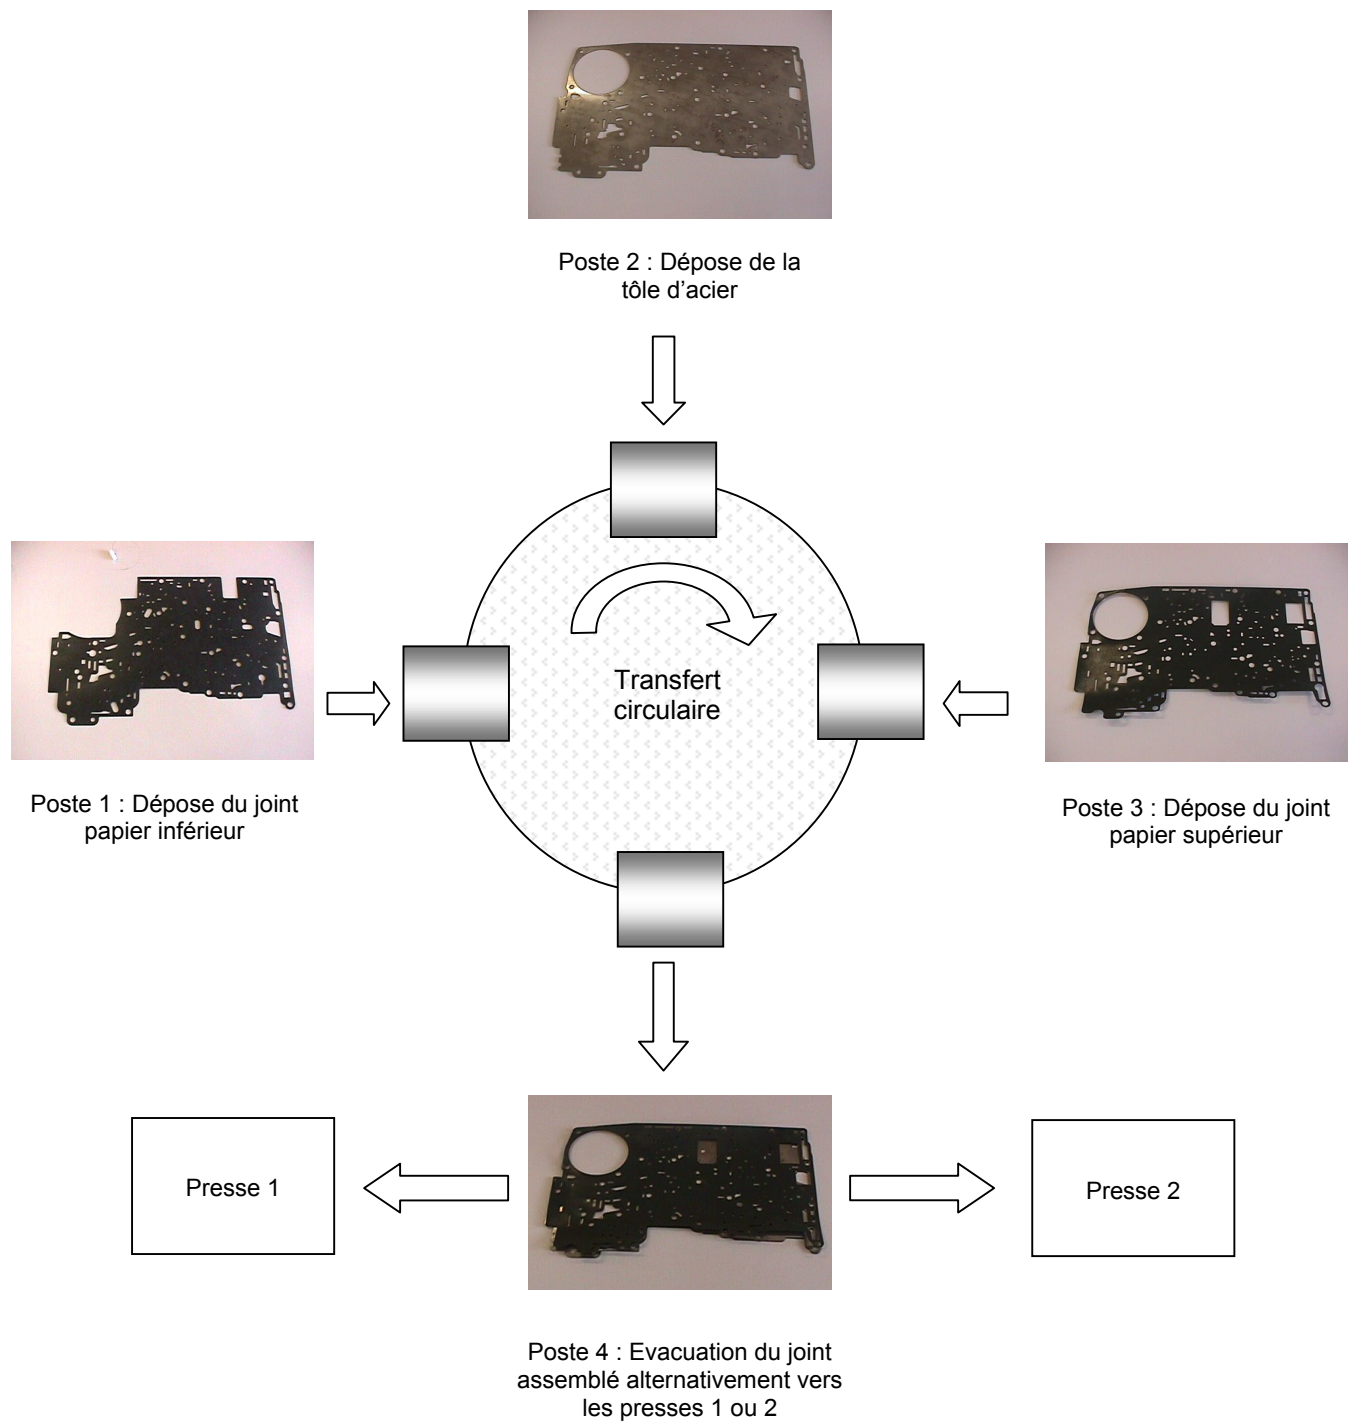 Poste 2 : Dépose de la
tôle d’acier
Transfert
circulaire
Poste 1 : Dépose du joint
papier inférieur
Poste 3 : Dépose du joint
papier supérieur
Presse 1
Presse 2
Poste 4 : Evacuation du joint
assemblé alternativement vers
les presses 1 ou 2